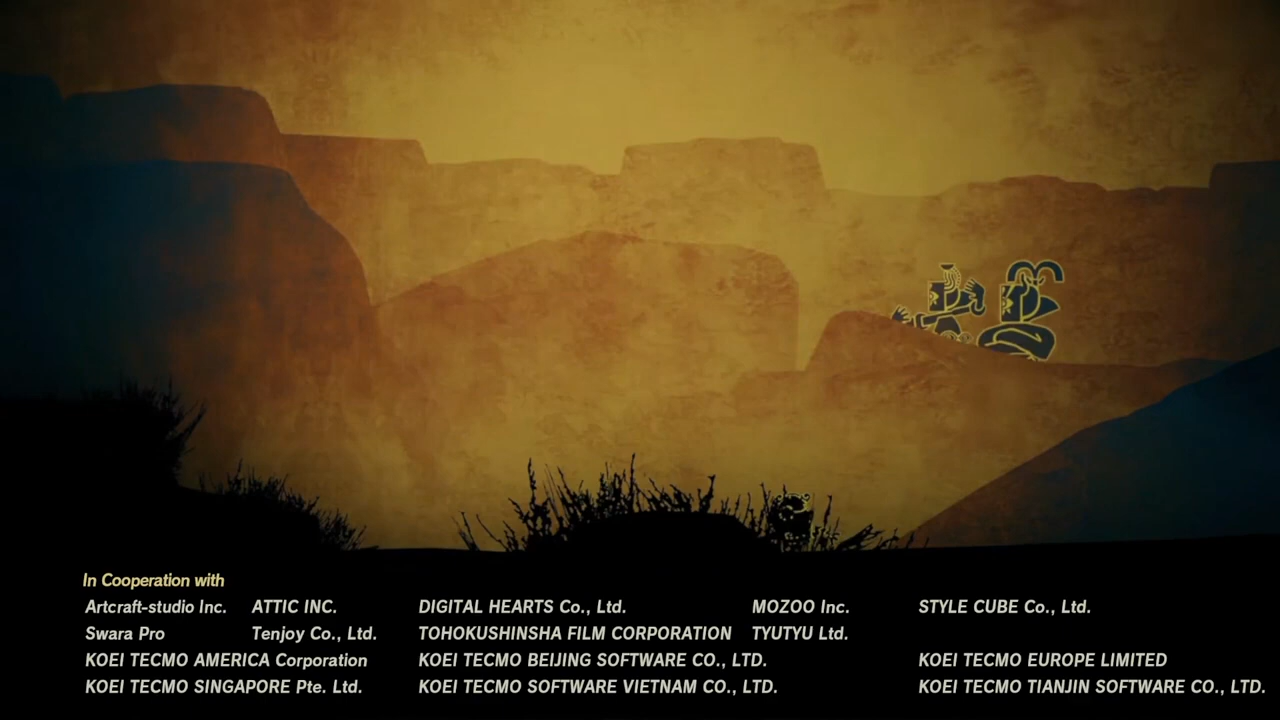 In Cooperation with
Artcraft-studio Inc. ATTIC INC. DIGITAL HEARTS Co., Ltd. MOZOO Inc. STYLE CUBE Co., Ltd.
Swara Pro Tenjoy Co., Ltd. TOHOKUSHINSHA FILM CORPORATION TYUTYU Ltd.
KOEI TECMO AMERICA Corporation KOEI TECMO BEIJING SOFTWARE CO., LTD. KOEI TECMO EUROPE LIMITED
KOEI TECMO SINGAPORE Pte. Ltd. KOEI TECMO SOFTWARE VIETNAM CO., LTD. KOEI TECMO TIANJIN SOFTWARE CO., LTD.